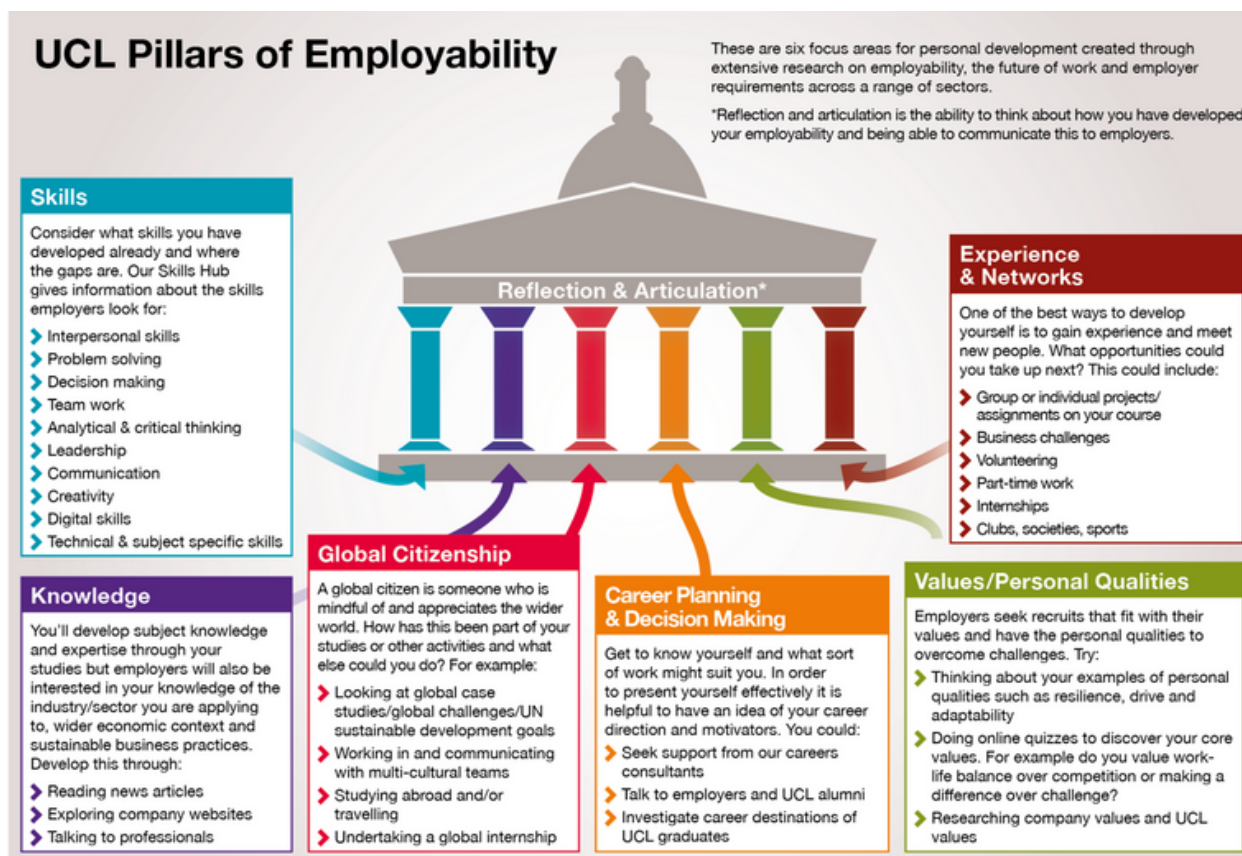 UCL Pillars of Employability
These are six focus areas for personal development created through
extensive research on employability, the future of work and employer
requirements across a range of sectors.
*Reflection and articulation is the ability to think about how you have developed
your employability and being able to communicate this to employers.
Reflection & Articulation*
Skills
Consider what skills you have
developed already and where
the gaps are. Our Skills Hub
gives information about the skills
employers look for:
Interpersonal skills
Problem solving
Decision making
Team work
Analytical & critical thinking
Leadership
Communication
Creativity
Digital skills
Technical & subject specific skills
Knowledge
You'll develop subject knowledge
and expertise through your
studies but employers will also be
interested in your knowledge of the
industry/sector you are applying
to, wider economic context and
sustainable business practices.
Develop this through:
Reading news articles
Exploring company websites
Talking to professionals
Global Citizenship
A global citizen is someone who is
mindful of and appreciates the wider
world. How has this been part of your
studies or other activities and what
else could you do? For example:
Looking at global case
studies/global challenges/UN
sustainable development goals
Working in and communicating
with multi-cultural teams
Studying abroad and/or
travelling
Undertaking a global internship
Career Planning
& Decision Making
Get to know yourself and what sort
of work might suit you. In order
to present yourself effectively it is
helpful to have an idea of your career
direction and motivators. You could:
Seek support from our careers
consultants
Talk to employers and UCL alumni
Investigate career destinations of
UCL graduates
Experience
& Networks
One of the best ways to develop
yourself is to gain experience and meet
new people. What opportunities could
you take up next? This could include:
Group or individual projects/
assignments on your course
Business challenges
Volunteering
Part-time work
Internships
Clubs, societies, sports
Values/Personal Qualities
Employers seek recruits that fit with their
values and have the personal qualities to
overcome challenges. Try:
Thinking about your examples of personal
qualities such as resilience, drive and
adaptability
Doing online quizzes to discover your core
values. For example do you value work-
life balance over competition or making a
difference over challenge?
Researching company values and UCL
values